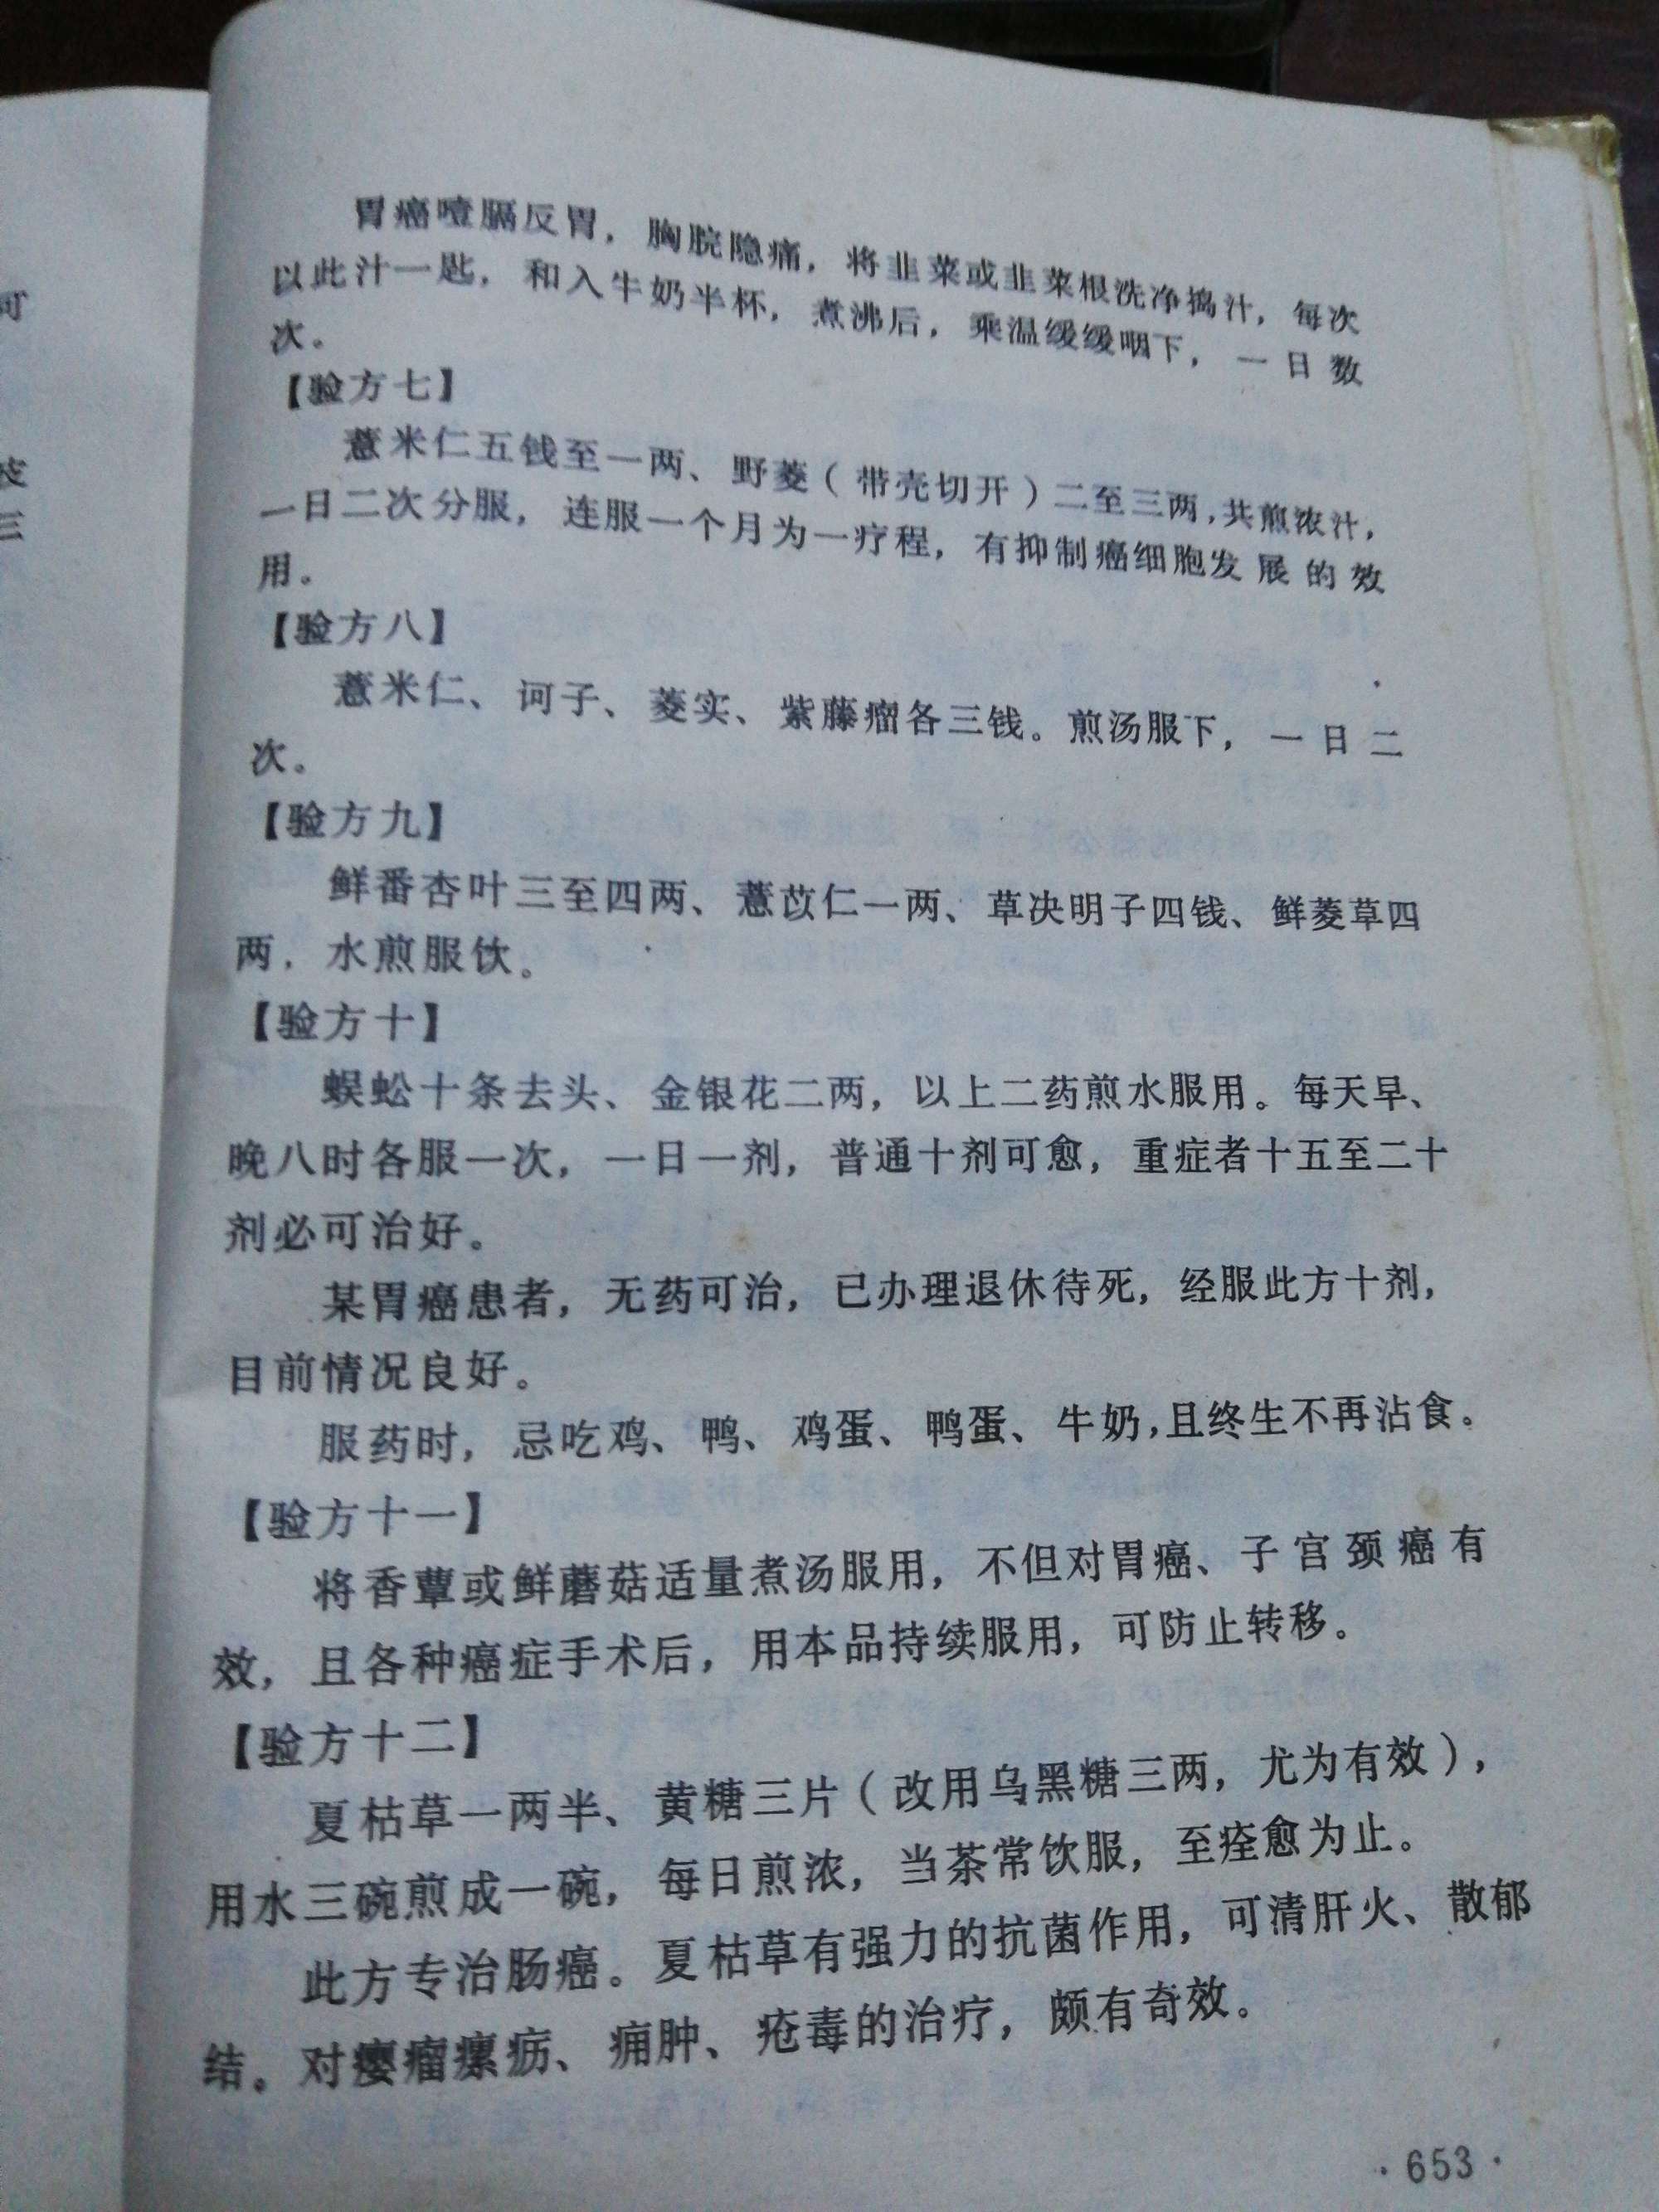 胃癌噎膈反胃，胸脘隐痛，将韭菜或韭菜根洗净捣汁，每次
以此汁一匙，和入牛奶半杯，煮沸后，乘温缓缓咽下，一日数
次。
【验方七】
薏米仁五钱至一两、野菱（带壳切开）二至三两，共煎浓汁，
一日二次分服，连服一个月为一疗程，有抑制癌细胞发展的效
用。
【验方八】
薏米仁、诃子、菱实、紫藤瘤各三钱。煎汤服下，一日二
次。
【验方九】
鲜番杏叶三至四两、薏苡仁一两、草决明子四钱、鲜菱草四
两，水煎服饮。
【验方十】
蜈蚣十条去头、金银花二两，以上二药煎水服用。每天早、
晚八时各服一次，一日一剂，普通十剂可愈，重症者十五至二十
剂必可治好。
某胃癌患者，无药可治，已办理退休待死，经服此方十剂，
目前情况良好。
服药时，忌吃鸡、鸭、鸡蛋、鸭蛋、牛奶，且终生不再沾食。
【验方十一】
将香蕈或鲜蘑菇适量煮汤服用，不但对胃癌、子宫颈癌有
效，且各种癌症手术后，用本品持续服用，可防止转移。
【验方十二】
夏枯草一两半、黄糖三片（改用乌黑糖三两，尤为有效），
用水三碗煎成一碗，每日煎浓，当茶常饮服，至痊愈为止。
此方专治肠癌。夏枯草有强力的抗菌作用，可清肝火、散郁
结。对瘿瘤瘰疬、痈肿、疮毒的治疗，颇有奇效。
·653·
可
皮
三